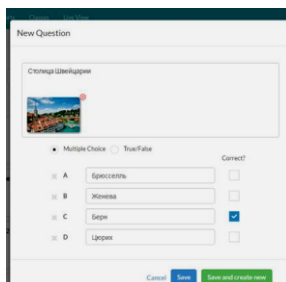 Classes Live View
New Question
Столица Швейцарии
Multiple Choice True/False
Correct?
A Брюсселль
B Женева
C Берн
D Цюрих
Cancel Save Save and create new